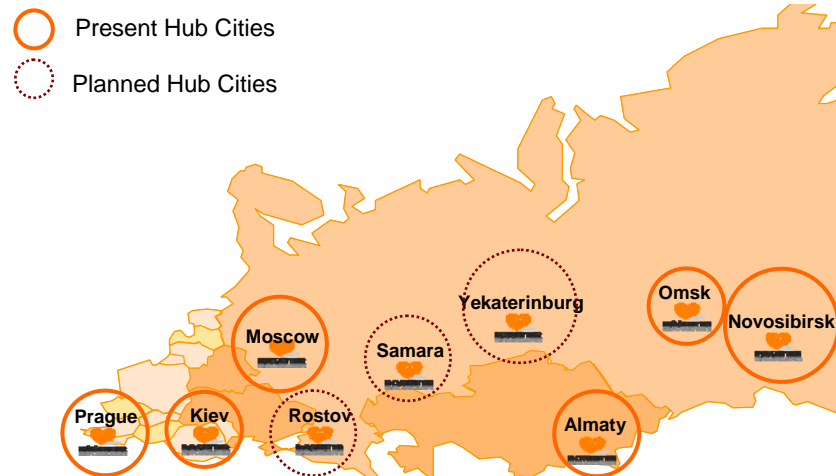 Present Hub Cities
Planned Hub Cities
Yekaterinburg
Omsk
Novosibirsk
Moscow
Samara
Prague
Kiev
Rostov
Almaty